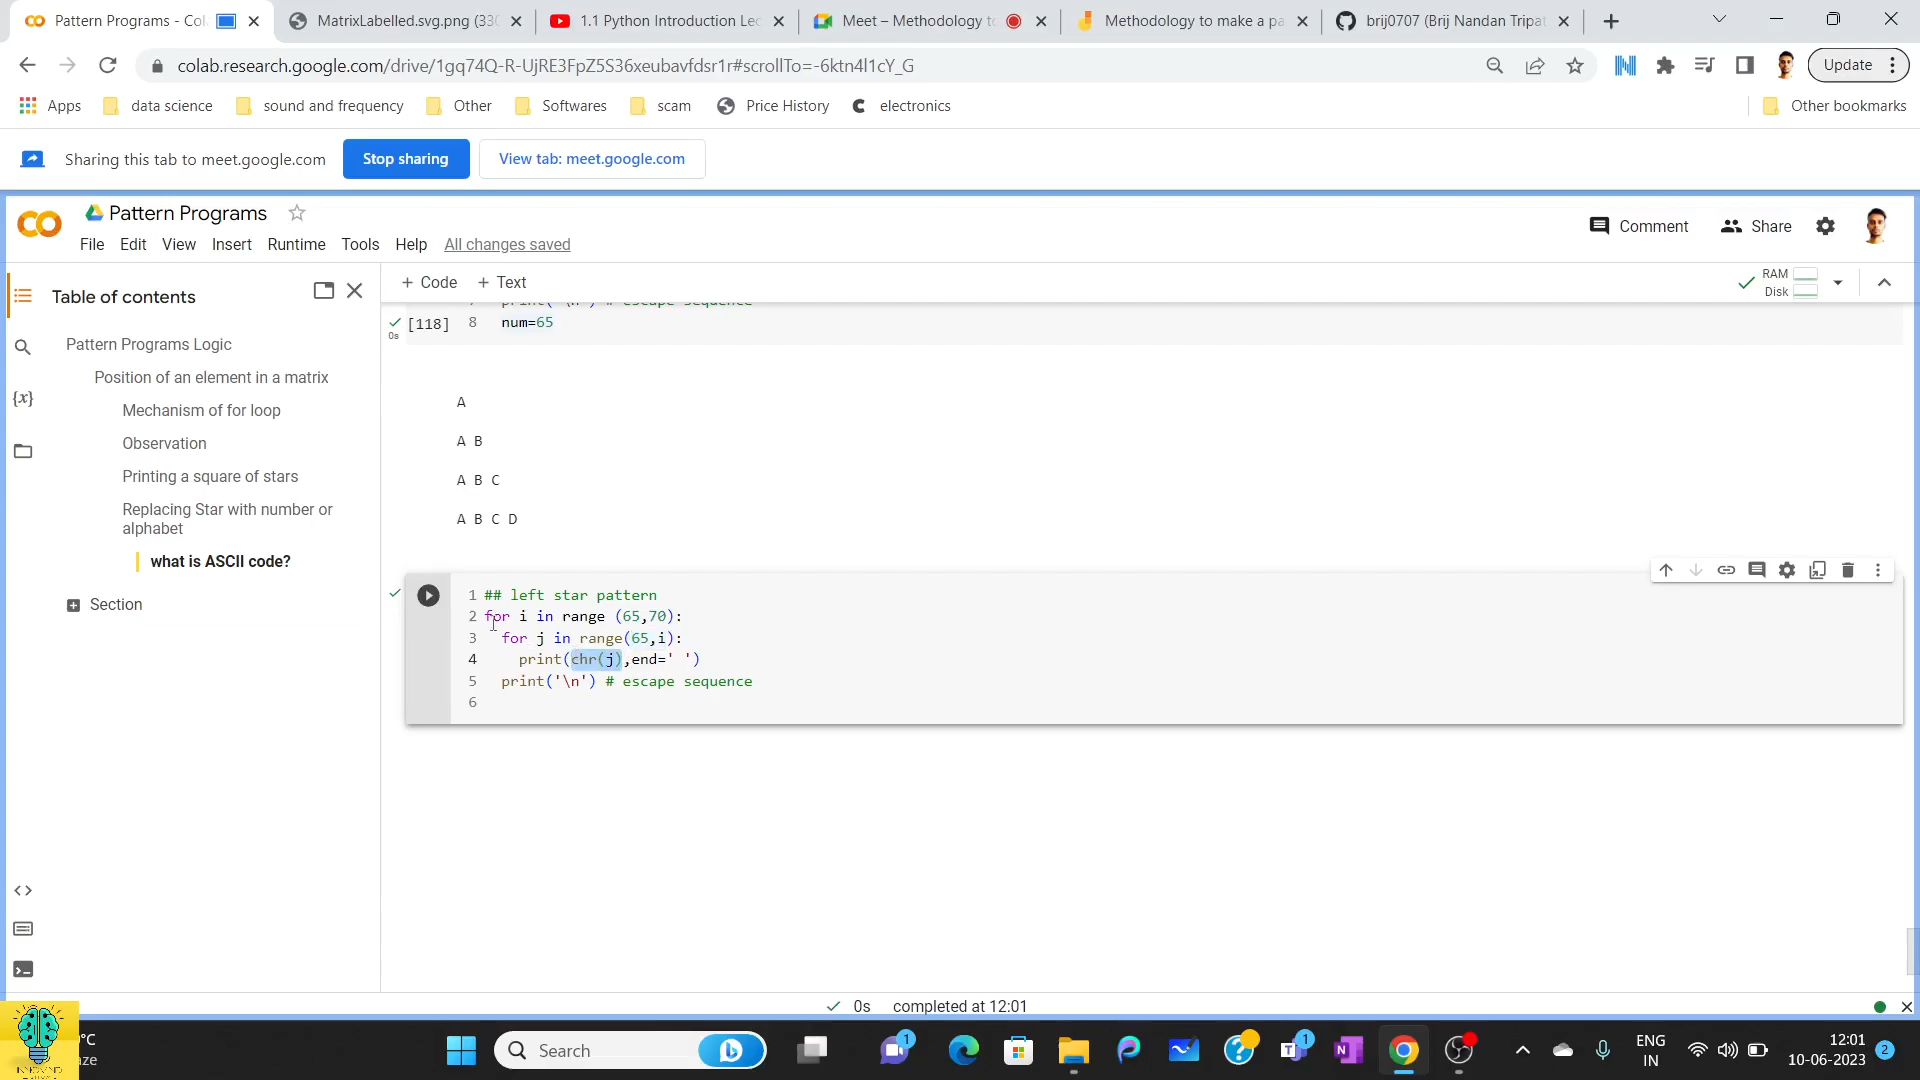 Pattern Programs - Col
MatrixLabelled.svg.png (330
1.1 Python Introduction Lec
Meet – Methodology to
Methodology to make a pa
brij0707 (Brij Nandan Tripat
colab.research.google.com/drive/1gq74Q-R-UjRE3FpZ5S36xeubavfdsr1r#scrollTo=-6ktn4l1cY_G
Update
Apps
data science
sound and frequency
Other
Softwares
scam
Price History
electronics
Other bookmarks
Sharing this tab to meet.google.com
Stop sharing
View tab: meet.google.com
Pattern Programs
File Edit View Insert Runtime Tools Help All changes saved
Comment
Share
Table of contents
+ Code + Text
RAM
Disk
Pattern Programs Logic
Position of an element in a matrix
Mechanism of for loop
Observation
Printing a square of stars
Replacing Star with number or
alphabet
what is ASCII code?
Section
{x}
0s
[118]
8 num=65
A
A B
A B C
A B C D
1 ## left star pattern
2 for i in range (65,70):
3 for j in range(65,i):
4 print(chr(j),end=' ')
5 print('\n') # escape sequence
6
0s completed at 12:01
Search
1
1
ENG
IN
12:01
10-06-2023
2